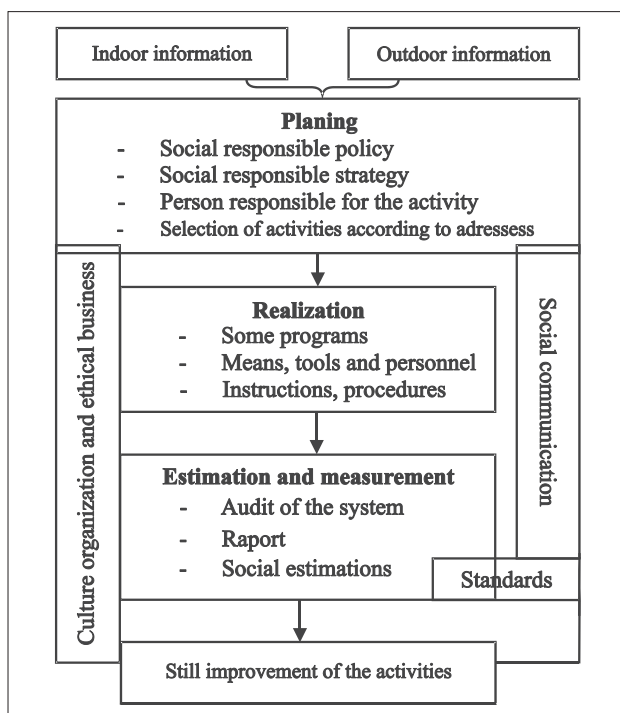 Indoor information
Outdoor information
Planing
- Social responsible policy
- Social responsible strategy
- Person responsible for the activity
- Selection of activities according to adressess
Culture organization and ethical business
Social communication
Realization
- Some programs
- Means, tools and personnel
- Instructions, procedures
Estimation and measurement
- Audit of the system
- Raport
- Social estimations
Standards
Still improvement of the activities